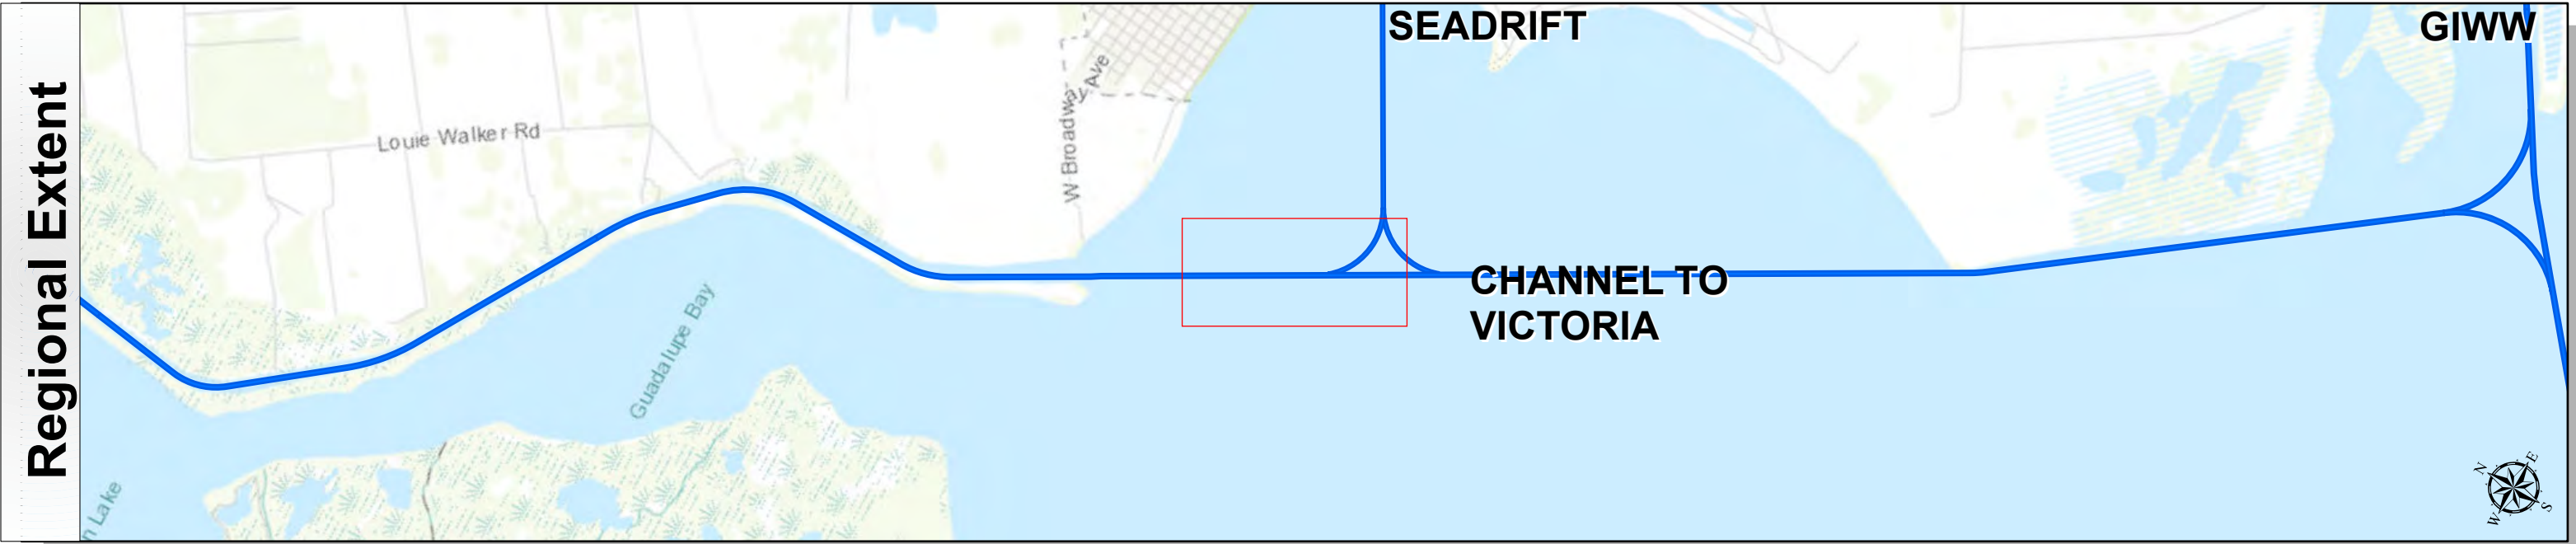 Regional Extent
SEADRIFT
GIWW
Louie Walker Rd
W Broadway Ave
CHANNEL TO
VICTORIA
Guadalupe Bay
n Lake
N
E
W
S